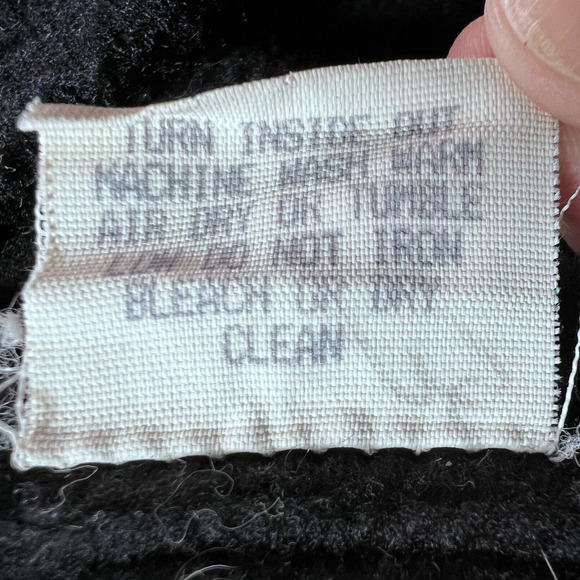 TURN INSIDE OUT
MACHINE WASH WARM
AIR DRY OR TUMBLE
DO NOT IRON
BLEACH OR DRY
CLEAN